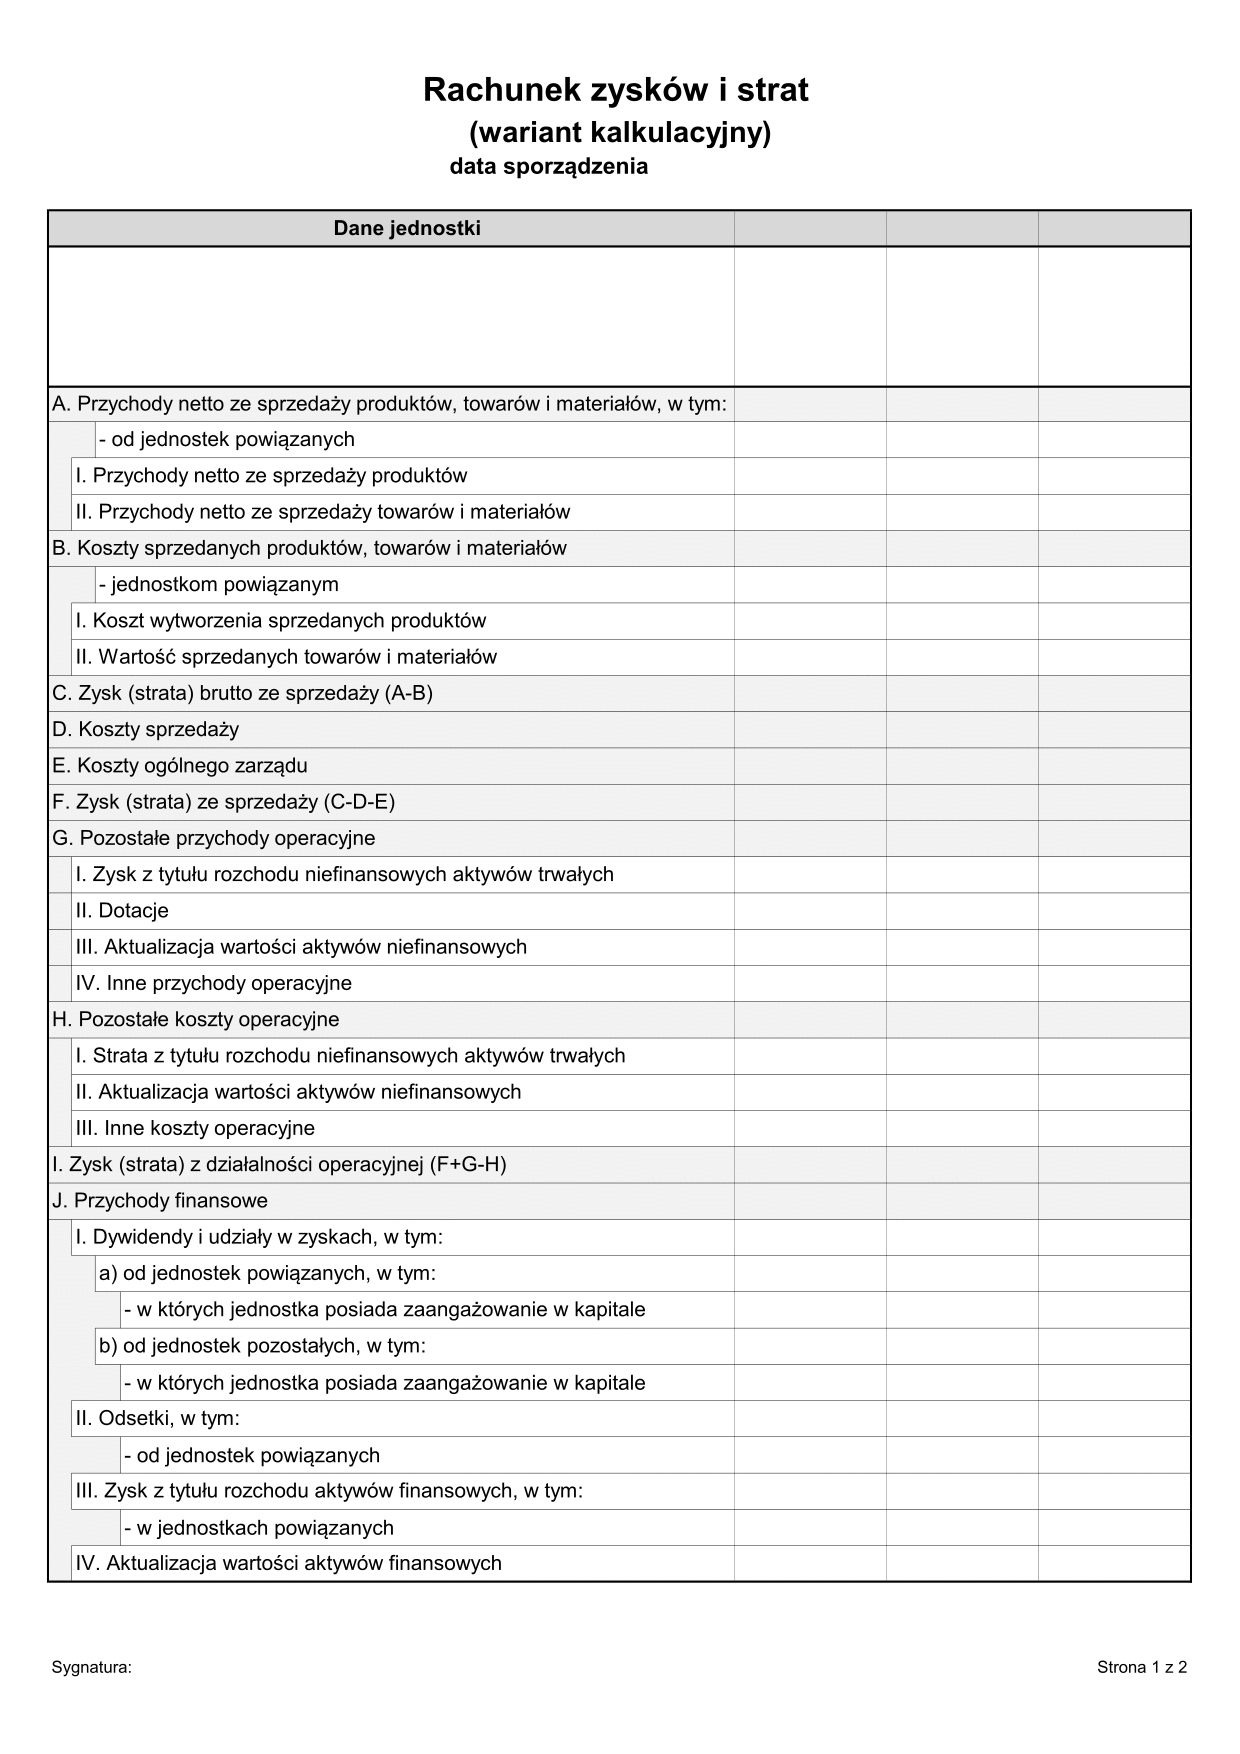 Rachunek zysków i strat
(wariant kalkulacyjny)
data sporządzenia
Dane jednostki
A. Przychody netto ze sprzedaży produktów, towarów i materiałów, w tym:
- od jednostek powiązanych
I. Przychody netto ze sprzedaży produktów
II. Przychody netto ze sprzedaży towarów i materiałów
B. Koszty sprzedanych produktów, towarów i materiałów
- jednostkom powiązanym
I. Koszt wytworzenia sprzedanych produktów
II. Wartość sprzedanych towarów i materiałów
C. Zysk (strata) brutto ze sprzedaży (A-B)
D. Koszty sprzedaży
E. Koszty ogólnego zarządu
F. Zysk (strata) ze sprzedaży (C-D-E)
G. Pozostałe przychody operacyjne
I. Zysk z tytułu rozchodu niefinansowych aktywów trwałych
II. Dotacje
III. Aktualizacja wartości aktywów niefinansowych
IV. Inne przychody operacyjne
H. Pozostałe koszty operacyjne
I. Strata z tytułu rozchodu niefinansowych aktywów trwałych
II. Aktualizacja wartości aktywów niefinansowych
III. Inne koszty operacyjne
I. Zysk (strata) z działalności operacyjnej (F+G-H)
J. Przychody finansowe
I. Dywidendy i udziały w zyskach, w tym:
a) od jednostek powiązanych, w tym:
- w których jednostka posiada zaangażowanie w kapitale
b) od jednostek pozostałych, w tym:
- w których jednostka posiada zaangażowanie w kapitale
II. Odsetki, w tym:
- od jednostek powiązanych
III. Zysk z tytułu rozchodu aktywów finansowych, w tym:
- w jednostkach powiązanych
IV. Aktualizacja wartości aktywów finansowych
Sygnatura:
Strona 1 z 2